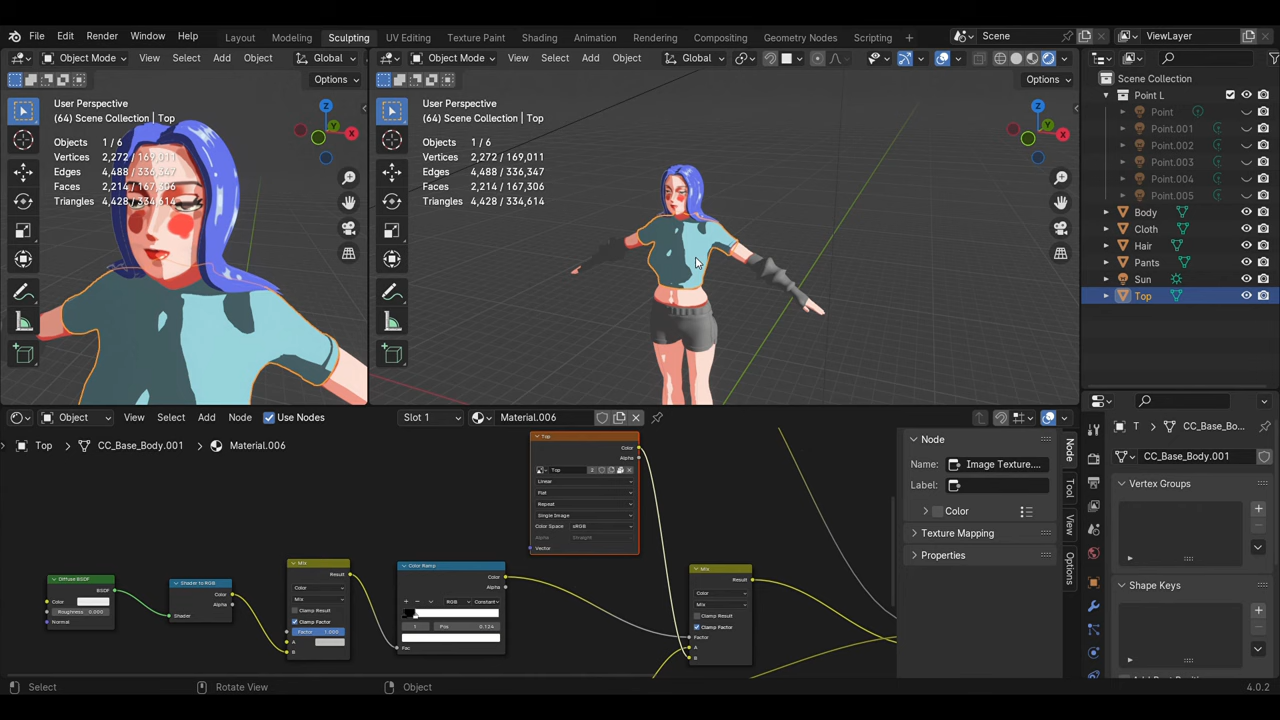 File Edit Render Window Help Layout Modeling Sculpting UV Editing Texture Paint Shading Animation Rendering Compositing Geometry Nodes Scripting + Scene ViewLayer
Object Mode View Select Add Object Global
Options
User Perspective
(64) Scene Collection | Top
Objects 1 / 6
Vertices 2,272 / 169,011
Edges 4,488 / 336,347
Faces 2,214 / 167,306
Triangles 4,428 / 334,614
Z
X
Object Mode View Select Add Object Global
Options
User Perspective
(64) Scene Collection | Top
Objects 1 / 6
Vertices 2,272 / 169,011
Edges 4,488 / 336,347
Faces 2,214 / 167,306
Triangles 4,428 / 334,614
Z
Y
X
Scene Collection
Point L
Point
Point.001
Point.002
Point.003
Point.004
Point.005
Body
Cloth
Hair
Pants
Sun
Top
Object View Select Add Node Use Nodes Slot 1 Material.006
Top CC_Base_Body.001 Material.006
Top
Color
Alpha
Top 2
Linear
Flat
Repeat
Single Image
Color Space sRGB
Alpha Straight
Vector
Diffuse BSDF
BSDF
Color
Roughness 0.000
Normal
Shader to RGB
Color
Alpha
Shader
Mix
Result
Color
Mix
Clamp Result
Clamp Factor
Factor 1.000
A
B
Color Ramp
Color
Alpha
RGB Constant
1 Pos 0.124
Fac
Mix
Result
Color
Mix
Clamp Result
Clamp Factor
Factor
A
B
Node
Name: Image Texture....
Label:
Color
Texture Mapping
Properties
Node
Tool
View
Options
T CC_Base_Bo...
CC_Base_Body.001
Vertex Groups
Shape Keys
Select Rotate View Object 4.0.2